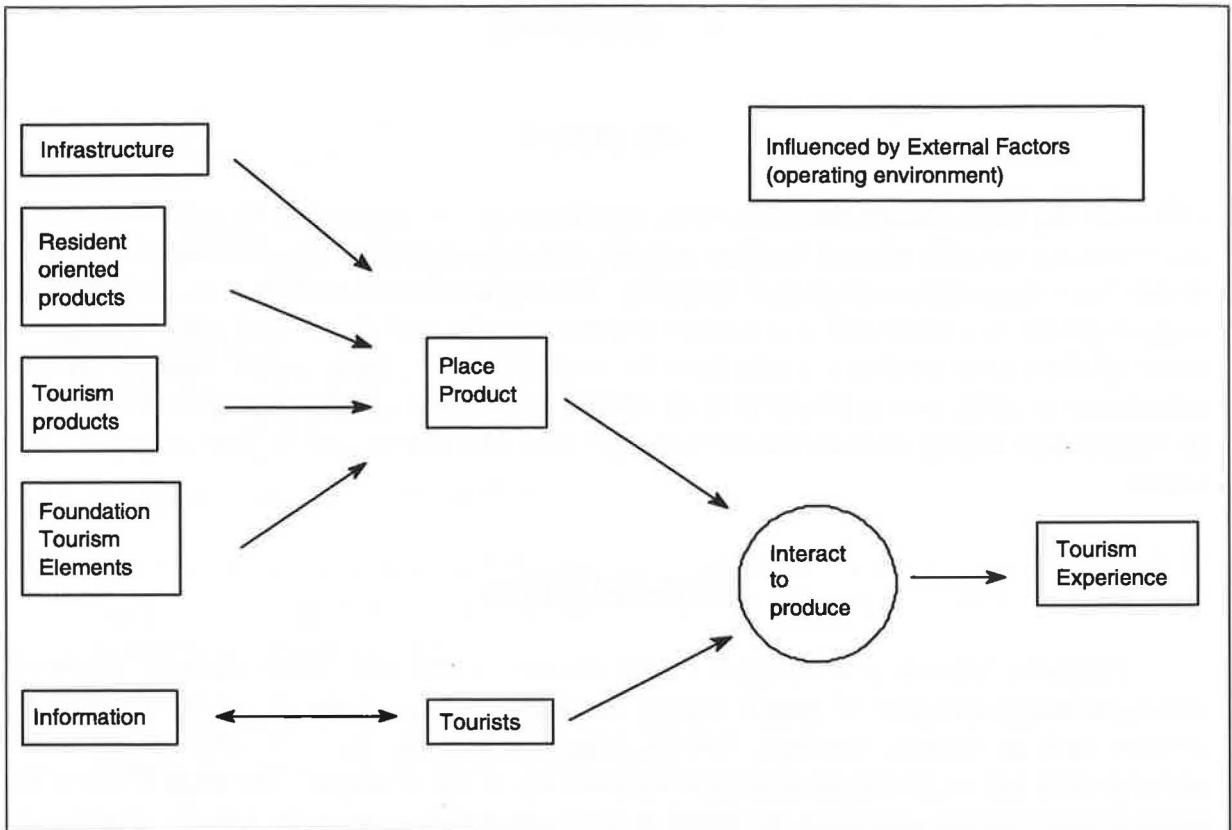 Infrastructure
Resident
oriented
products
Tourism
products
Foundation
Tourism
Elements
Information
Place
Product
Tourists
Influenced by External Factors
(operating environment)
Interact
to
produce
Tourism
Experience